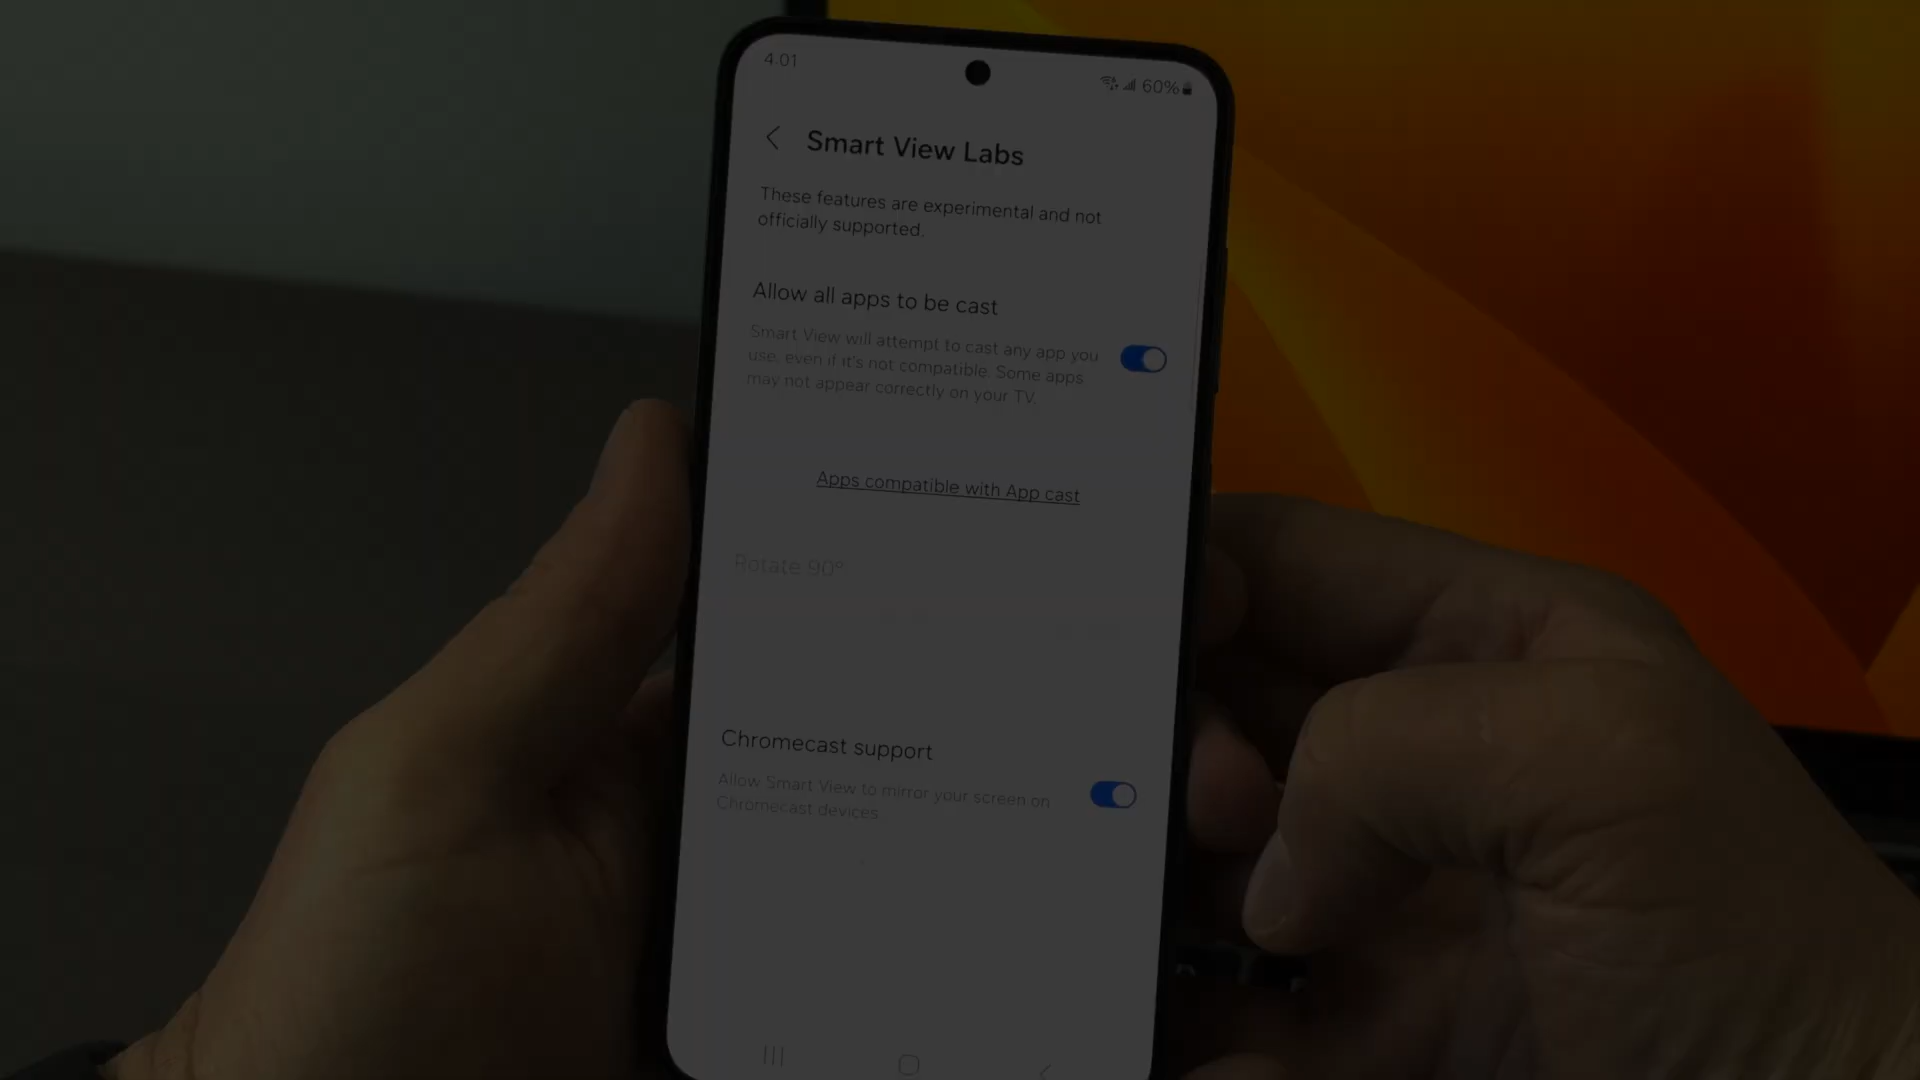 4:01
60%
Smart View Labs
These features are experimental and not
officially supported.
Allow all apps to be cast
Smart View will attempt to cast any app you
use, even if it's not compatible. Some apps
may not appear correctly on your TV.
Apps compatible with App cast
Rotate 90°
Chromecast support
Allow Smart View to mirror your screen on
Chromecast devices